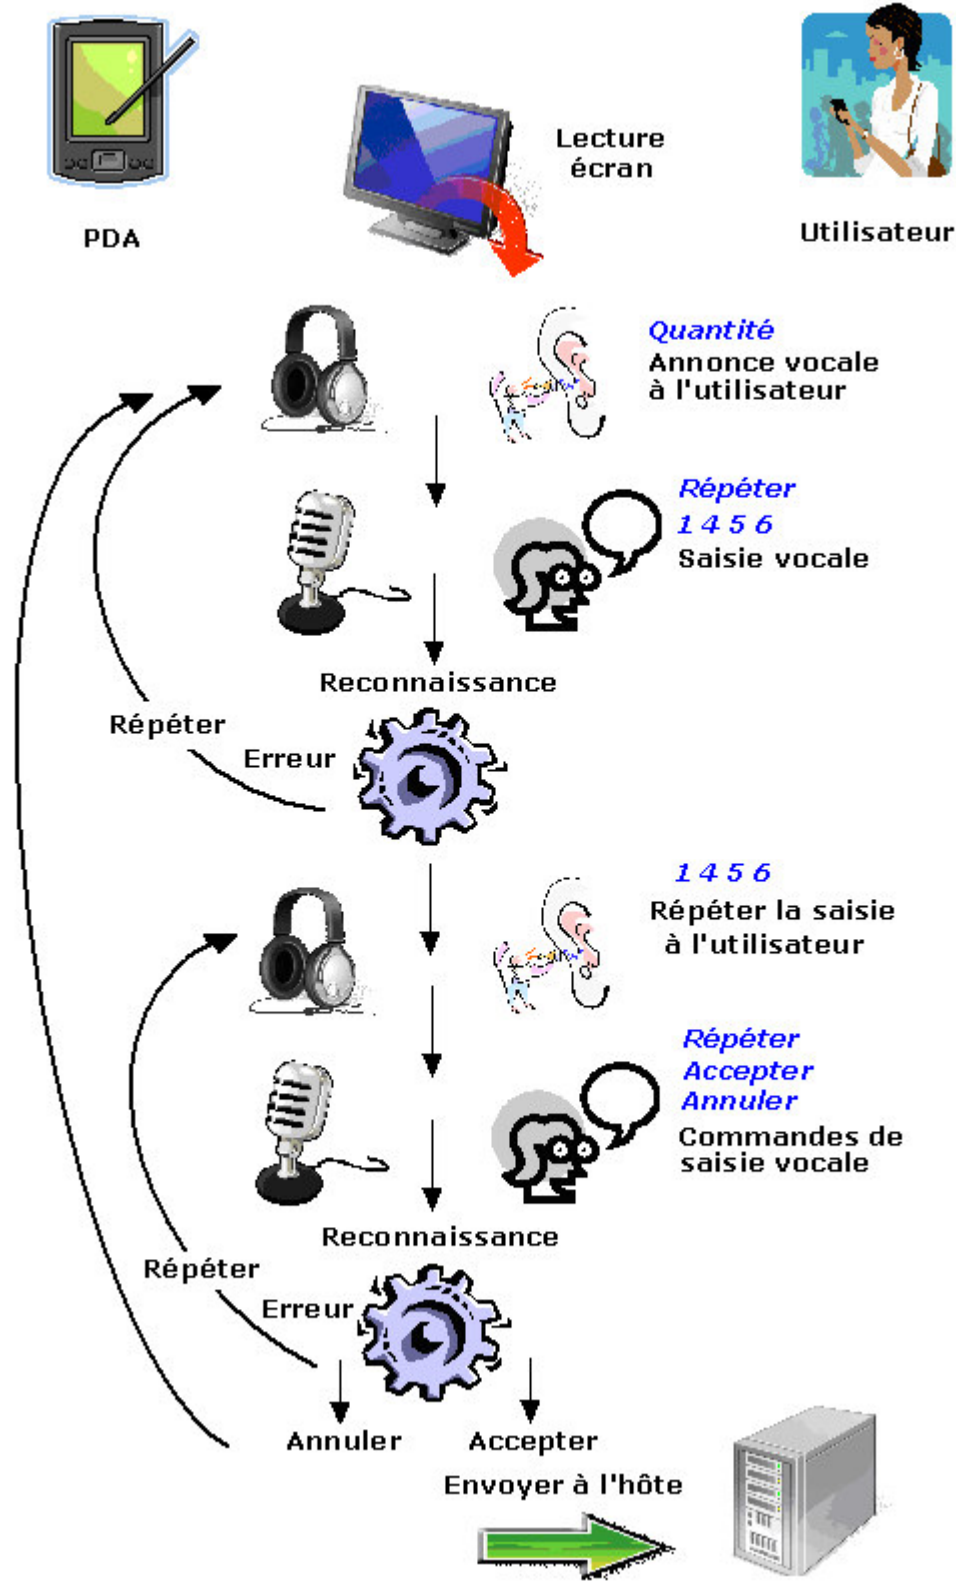 PDA
Lecture
écran
Utilisateur
Quantité
Annonce vocale
à l'utilisateur
Répéter
1 4 5 6
Saisie vocale
Reconnaissance
Répéter
Erreur
1 4 5 6
Répéter la saisie
à l'utilisateur
Répéter
Accepter
Annuler
Commandes de
saisie vocale
Reconnaissance
Répéter
Erreur
Annuler
Accepter
Envoyer à l'hôte